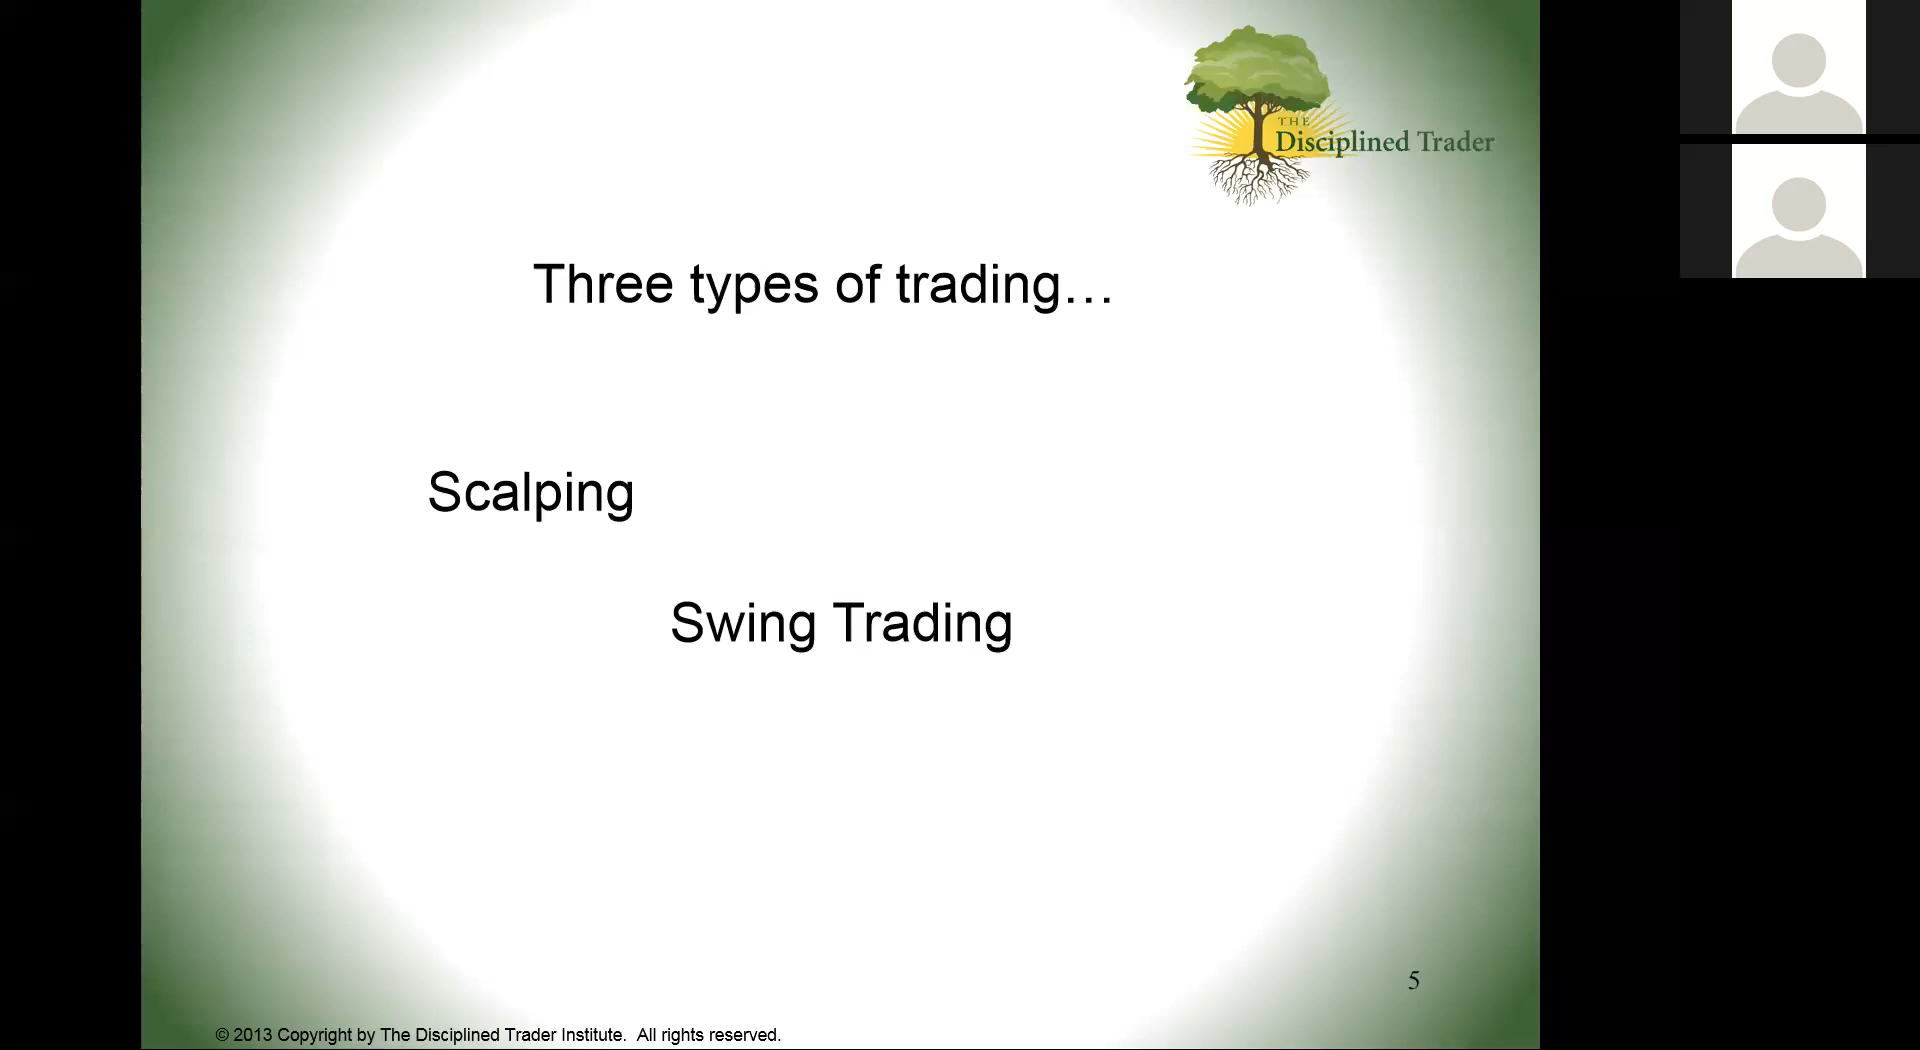 THE
Disciplined Trader
Three types of trading…
Scalping
Swing Trading
5
© 2013 Copyright by The Disciplined Trader Institute.  All rights reserved.